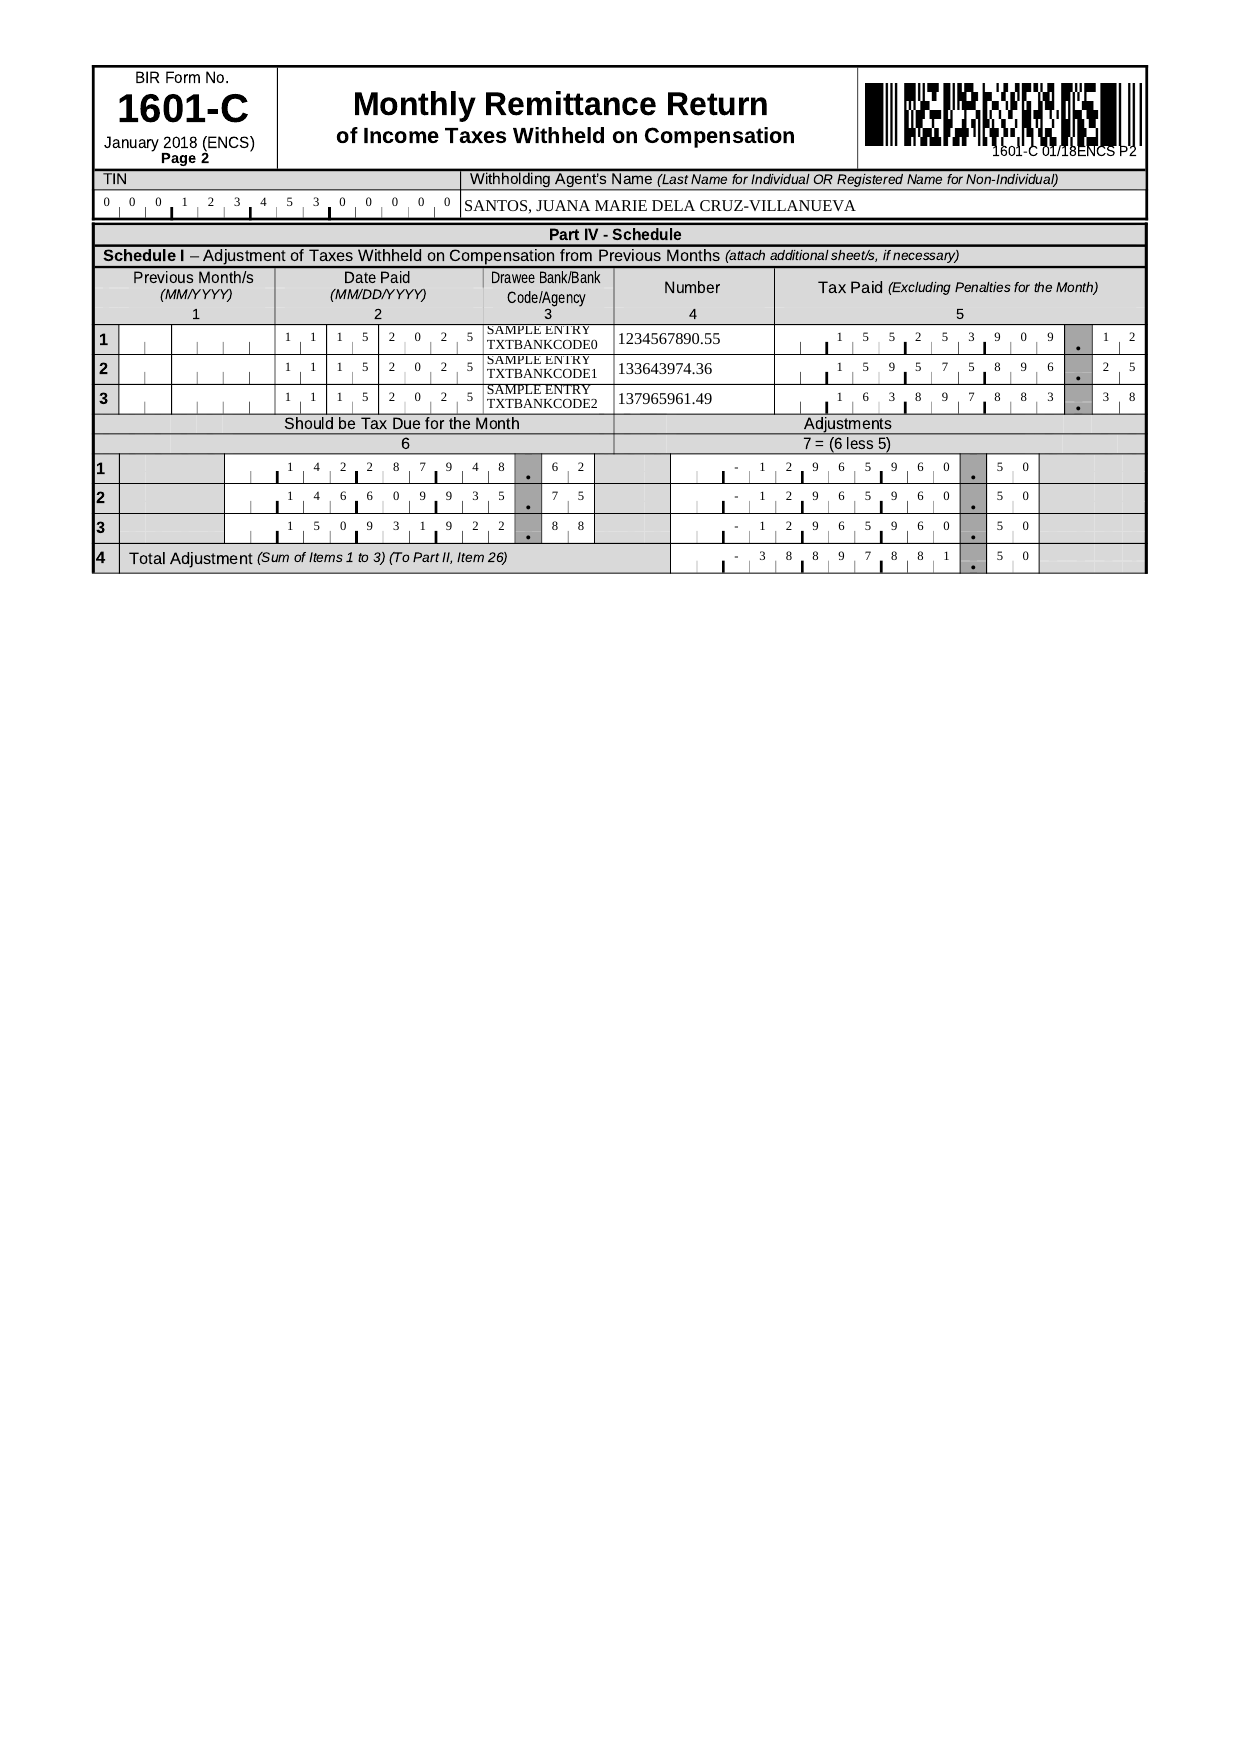 BIR Form No.
1601-C
January 2018 (ENCS)
Page 2
Monthly Remittance Return
of Income Taxes Withheld on Compensation
1601-C 01/18ENCS P2
TIN
Withholding Agent's Name (Last Name for Individual OR Registered Name for Non-Individual)
0 0 0 1 2 3 4 5 3 0 0 0 0 0
SANTOS, JUANA MARIE DELA CRUZ-VILLANUEVA
Part IV - Schedule
Schedule I – Adjustment of Taxes Withheld on Compensation from Previous Months (attach additional sheet/s, if necessary)
Previous Month/s
(MM/YYYY)
1
Date Paid
(MM/DD/YYYY)
2
Drawee Bank/Bank
Code/Agency
3
Number
4
Tax Paid (Excluding Penalties for the Month)
5
1 1 1 1 5 2 0 2 5 SAMPLE ENTRY TXTBANKCODE0 1234567890.55 1 5 5 2 5 3 9 0 9 . 1 2
2 1 1 1 5 2 0 2 5 SAMPLE ENTRY TXTBANKCODE1 133643974.36 1 5 9 5 7 5 8 9 6 . 2 5
3 1 1 1 5 2 0 2 5 SAMPLE ENTRY TXTBANKCODE2 137965961.49 1 6 3 8 9 7 8 8 3 . 3 8
Should be Tax Due for the Month
Adjustments
6
7 = (6 less 5)
1 1 4 2 2 8 7 9 4 8 . 6 2 - 1 2 9 6 5 9 6 0 . 5 0
2 1 4 6 6 0 9 9 3 5 . 7 5 - 1 2 9 6 5 9 6 0 . 5 0
3 1 5 0 9 3 1 9 2 2 . 8 8 - 1 2 9 6 5 9 6 0 . 5 0
4 Total Adjustment (Sum of Items 1 to 3) (To Part II, Item 26) - 3 8 8 9 7 8 8 1 . 5 0